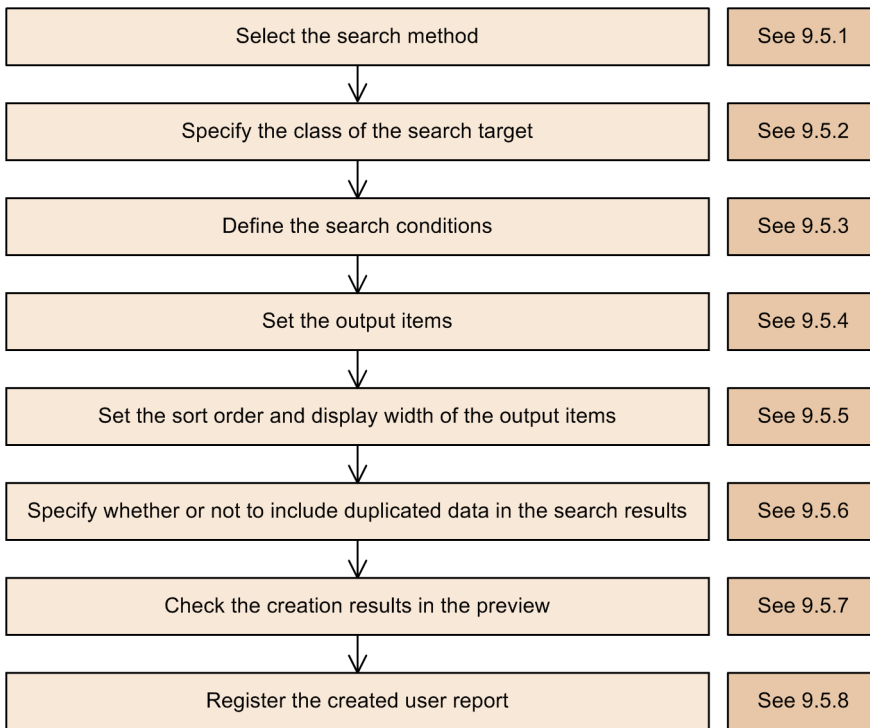 Select the search method
See 9.5.1
Specify the class of the search target
See 9.5.2
Define the search conditions
See 9.5.3
Set the output items
See 9.5.4
Set the sort order and display width of the output items
See 9.5.5
Specify whether or not to include duplicated data in the search results
See 9.5.6
Check the creation results in the preview
See 9.5.7
Register the created user report
See 9.5.8